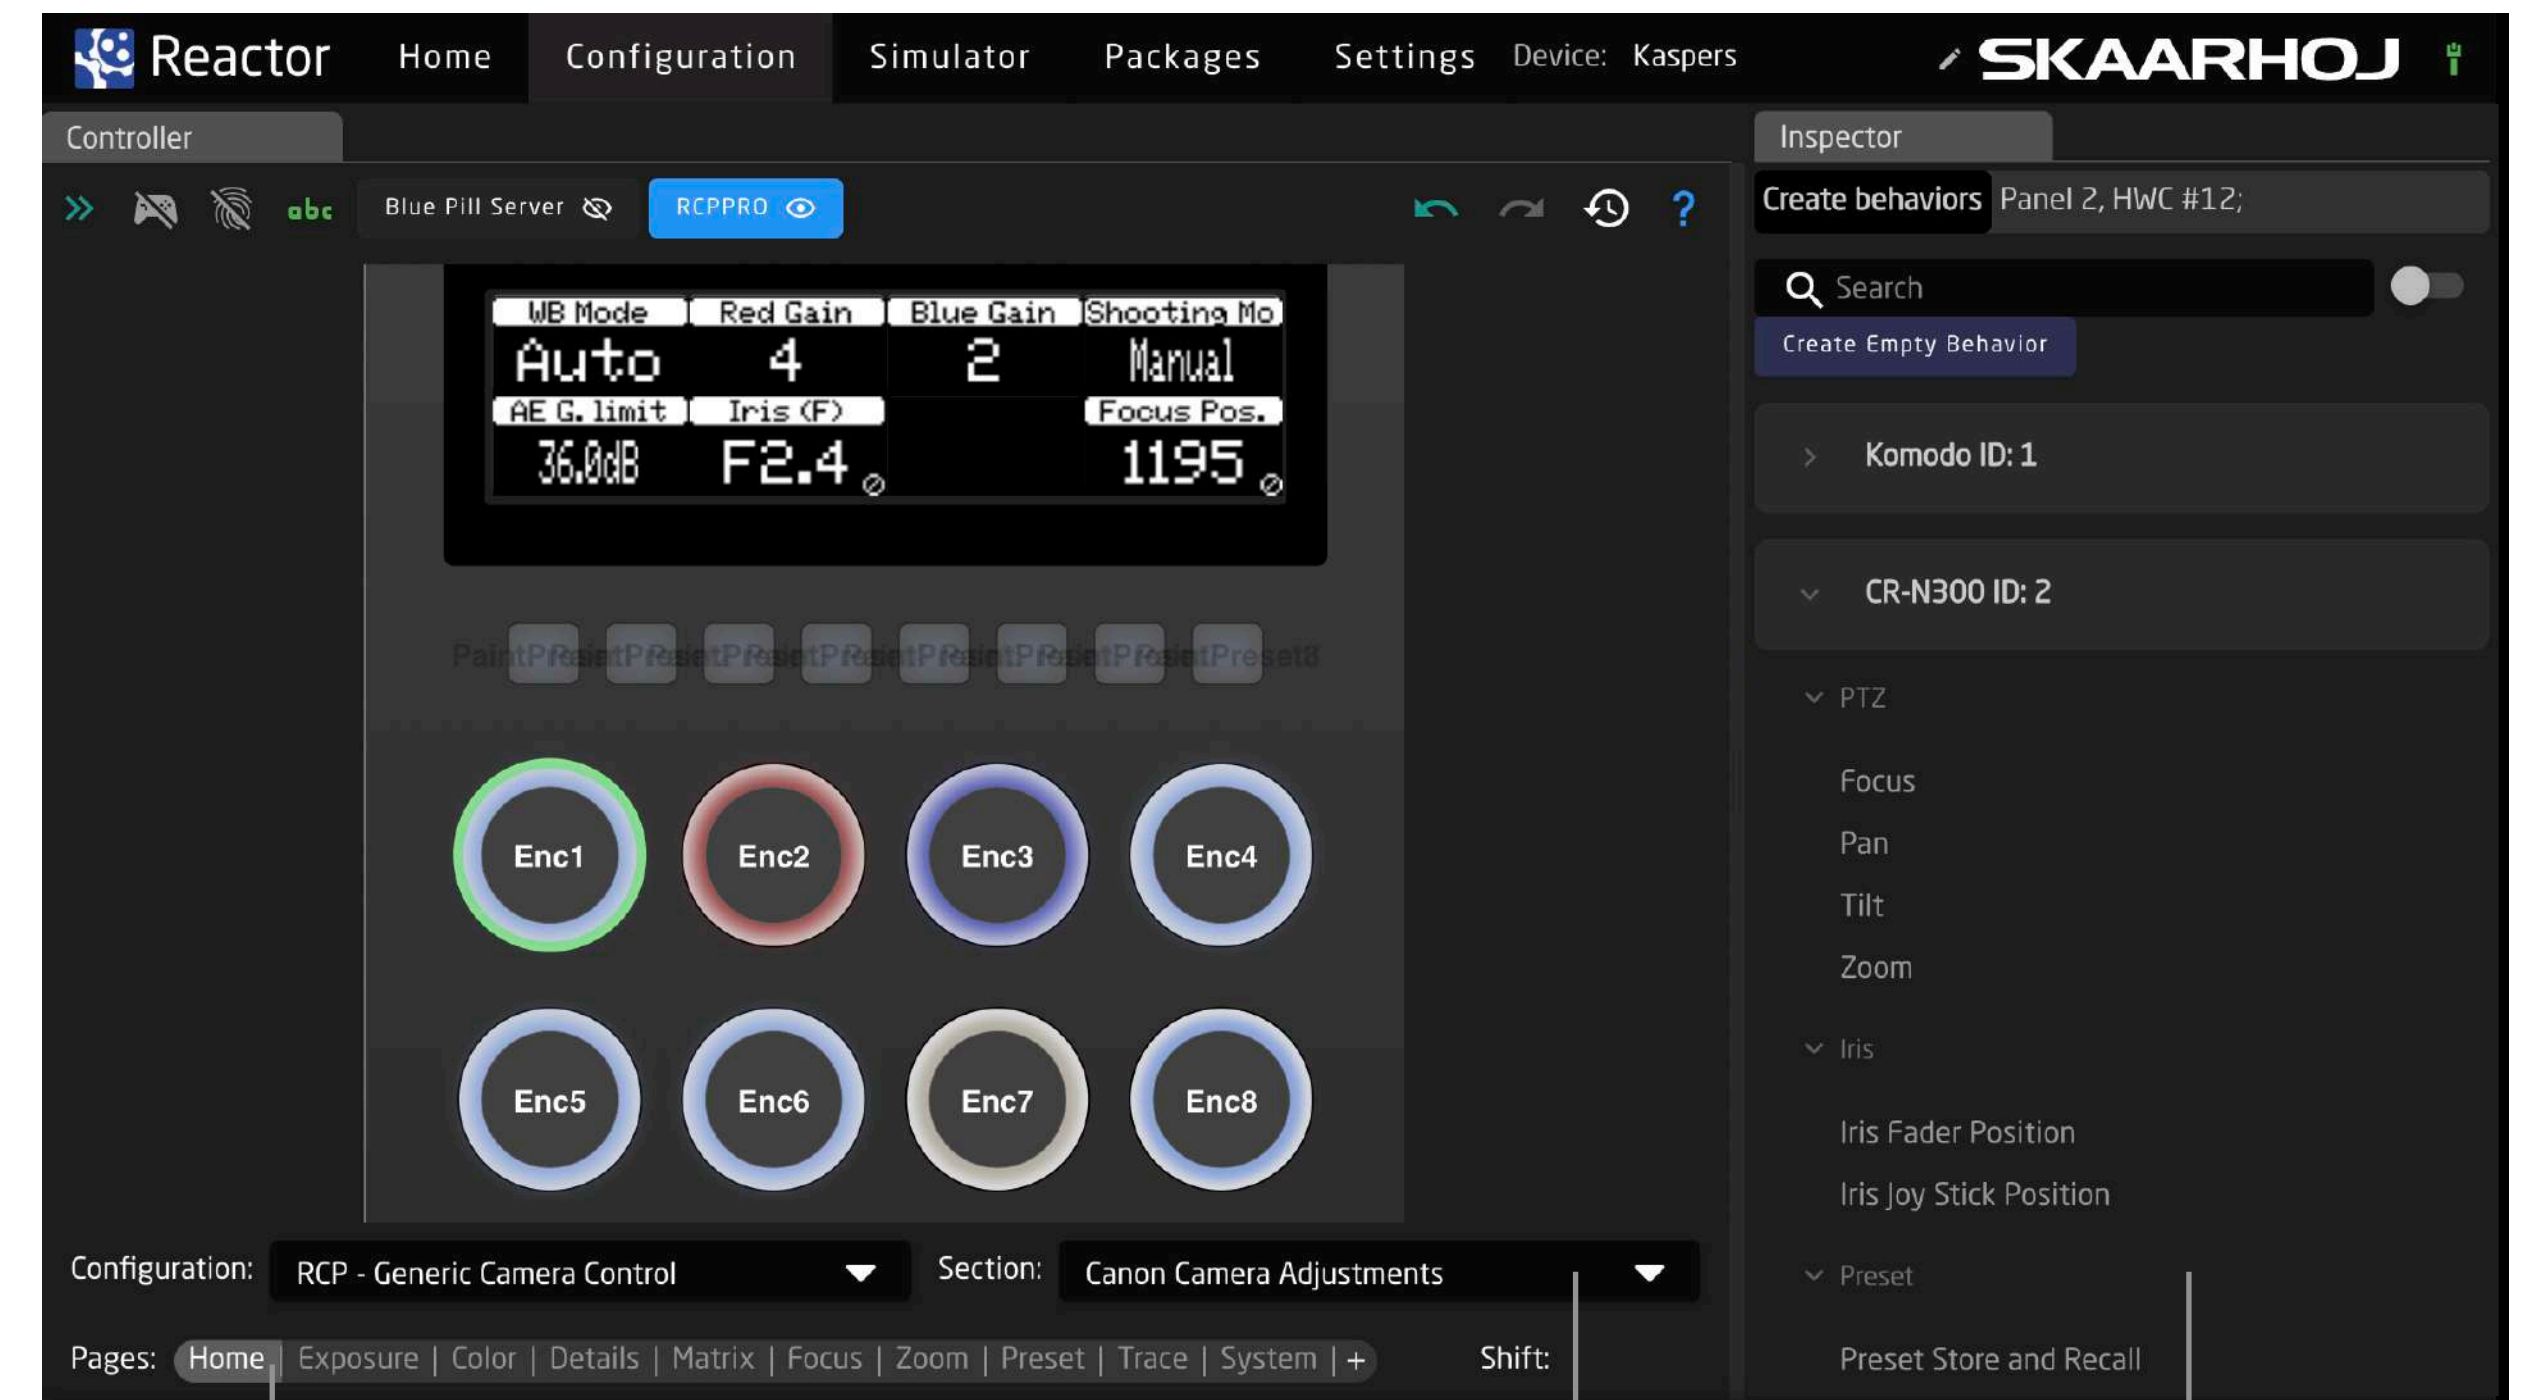 Reactor Home Configuration Simulator Packages Settings Device: Kaspers SKAARHOJ
Controller
abc Blue Pill Server RCPPRO ?
WB Mode Red Gain Blue Gain Shooting Mo
Auto 4 2 Manual
AE G. limit Iris (F) Focus Pos.
36.0dB F2.4 1195
Enc1 Enc2 Enc3 Enc4
Enc5 Enc6 Enc7 Enc8
Configuration: RCP - Generic Camera Control Section: Canon Camera Adjustments
Pages: Home | Exposure | Color | Details | Matrix | Focus | Zoom | Preset | Trace | System | + Shift:
Inspector
Create behaviors Panel 2, HWC #12;
Search
Create Empty Behavior
Komodo ID: 1
CR-N300 ID: 2
PTZ
Focus
Pan
Tilt
Zoom
Iris
Iris Fader Position
Iris Joy Stick Position
Preset
Preset Store and Recall